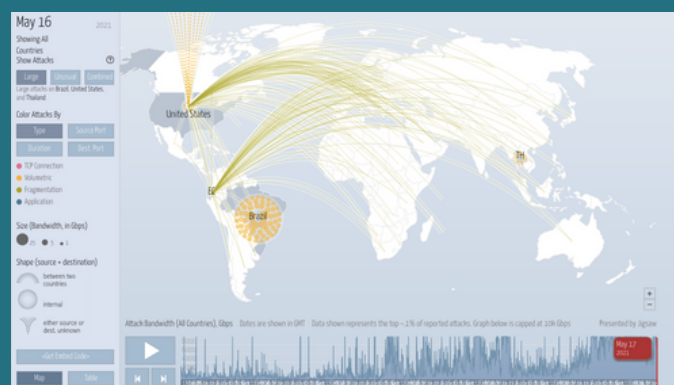 May 16 2021
Showing All
Countries
Show Attacks ?
Large Unusual Combined
Large attacks on Brazil, United States,
and Thailand
Color Attacks By
Type Source Port
Duration Dest. Port
TCP Connection
Volumetric
Fragmentation
Application
Size (Bandwidth, in Gbps)
25 5 1
Shape (source + destination)
between two
countries
internal
either source or
dest. unknown
<Get Embed Code>
Map Table
United States
EC
Brazil
TH
+
−
Attack Bandwidth (All Countries), Gbps Dates are shown in GMT Data shown represents the top ~2% of reported attacks. Graph below is capped at 10k Gbps Presented by Jigsaw
May 17
2021